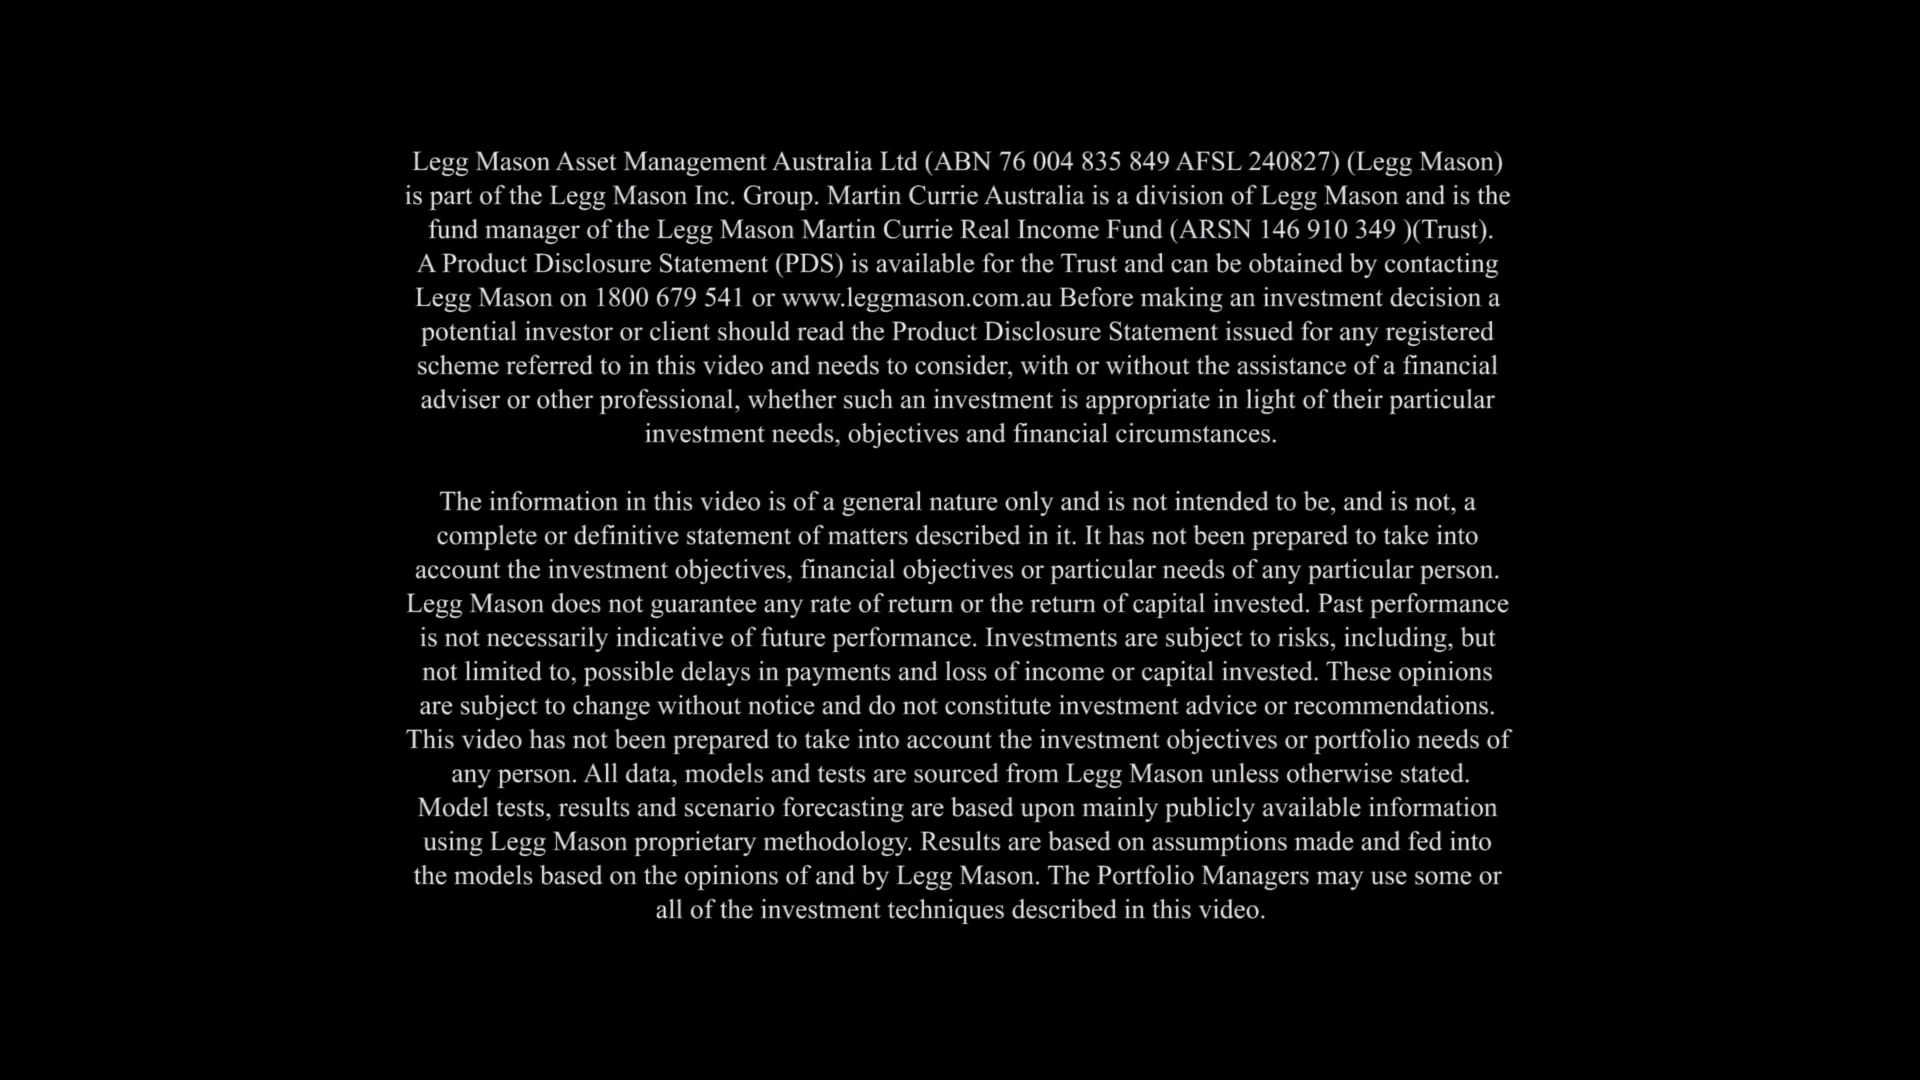 Legg Mason Asset Management Australia Ltd (ABN 76 004 835 849 AFSL 240827) (Legg Mason)
is part of the Legg Mason Inc. Group. Martin Currie Australia is a division of Legg Mason and is the
fund manager of the Legg Mason Martin Currie Real Income Fund (ARSN 146 910 349 )(Trust).
A Product Disclosure Statement (PDS) is available for the Trust and can be obtained by contacting
Legg Mason on 1800 679 541 or www.leggmason.com.au Before making an investment decision a
potential investor or client should read the Product Disclosure Statement issued for any registered
scheme referred to in this video and needs to consider, with or without the assistance of a financial
adviser or other professional, whether such an investment is appropriate in light of their particular
investment needs, objectives and financial circumstances.
The information in this video is of a general nature only and is not intended to be, and is not, a
complete or definitive statement of matters described in it. It has not been prepared to take into
account the investment objectives, financial objectives or particular needs of any particular person.
Legg Mason does not guarantee any rate of return or the return of capital invested. Past performance
is not necessarily indicative of future performance. Investments are subject to risks, including, but
not limited to, possible delays in payments and loss of income or capital invested. These opinions
are subject to change without notice and do not constitute investment advice or recommendations.
This video has not been prepared to take into account the investment objectives or portfolio needs of
any person. All data, models and tests are sourced from Legg Mason unless otherwise stated.
Model tests, results and scenario forecasting are based upon mainly publicly available information
using Legg Mason proprietary methodology. Results are based on assumptions made and fed into
the models based on the opinions of and by Legg Mason. The Portfolio Managers may use some or
all of the investment techniques described in this video.